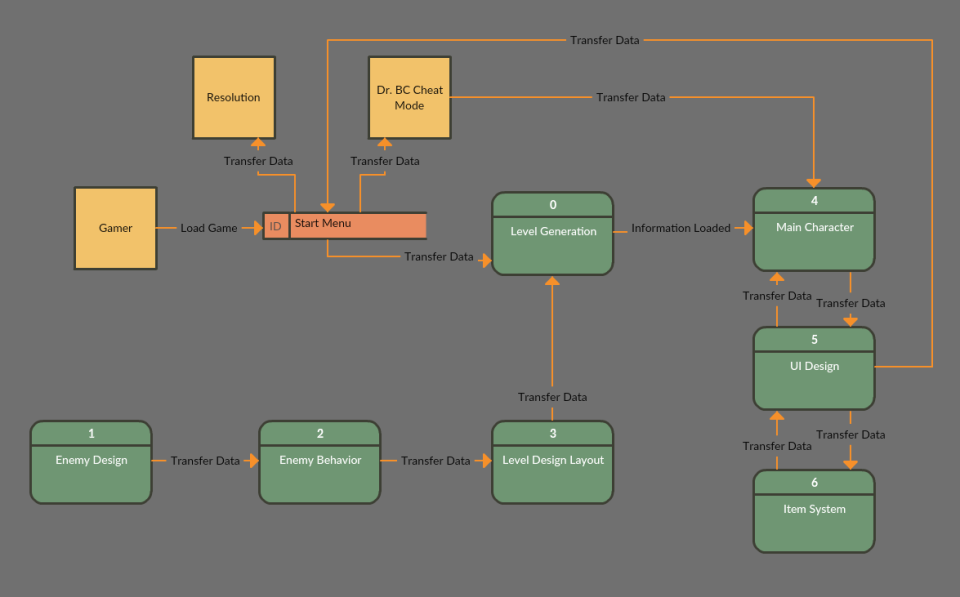 Transfer Data
Resolution
Dr. BC Cheat
Mode
Transfer Data
Transfer Data
Transfer Data
Gamer
Load Game
ID
Start Menu
Transfer Data
0
Level Generation
Information Loaded
4
Main Character
Transfer Data
Transfer Data
5
UI Design
Transfer Data
1
Enemy Design
Transfer Data
2
Enemy Behavior
Transfer Data
3
Level Design Layout
Transfer Data
Transfer Data
6
Item System